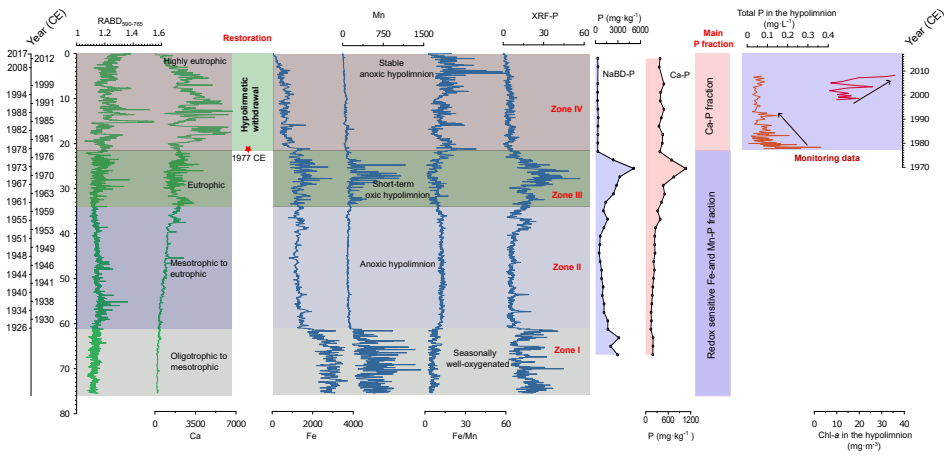 Year (CE)
RABD590-765
1 1.2 1.4 1.6
Restoration
Mn
0 750 1500
XRF-P
0 30 60
P (mg·kg-1)
0 3000 6000
Main
P fraction
Total P in the hypolimnion
(mg·L-1)
0 0.1 0.2 0.3 0.4
Year (CE)
2017
2008
1994
1988
1982
1978
1973
1967
1961
1957
1951
1947
1944
1940
1934
1926
2012
1999
1991
1985
1981
1976
1970
1963
1959
1953
1949
1946
1942
1938
1930
0
10
20
30
40
50
60
70
80
Highly eutrophic
Eutrophic
Mesotrophic to
eutrophic
Oligotrophic to
mesotrophic
Hypolimnetic
withdrawal
1977 CE
Stable
anoxic hypolimnion
Short-term
oxic hypolimnion
Anoxic hypolimnion
Seasonally
well-oxygenated
Zone IV
Zone III
Zone II
Zone I
NaBD-P
Ca-P
Ca-P fraction
Redox sensitive Fe-and Mn-P fraction
2010
2000
1990
1980
1970
Monitoring data
0 3500 7000
Ca
0 2000 4000
Fe
0 30 60
Fe/Mn
0 600 1200
P (mg·kg-1)
0 10 20 30 40
Chl-a in the hypolimnion
(mg·m-3)